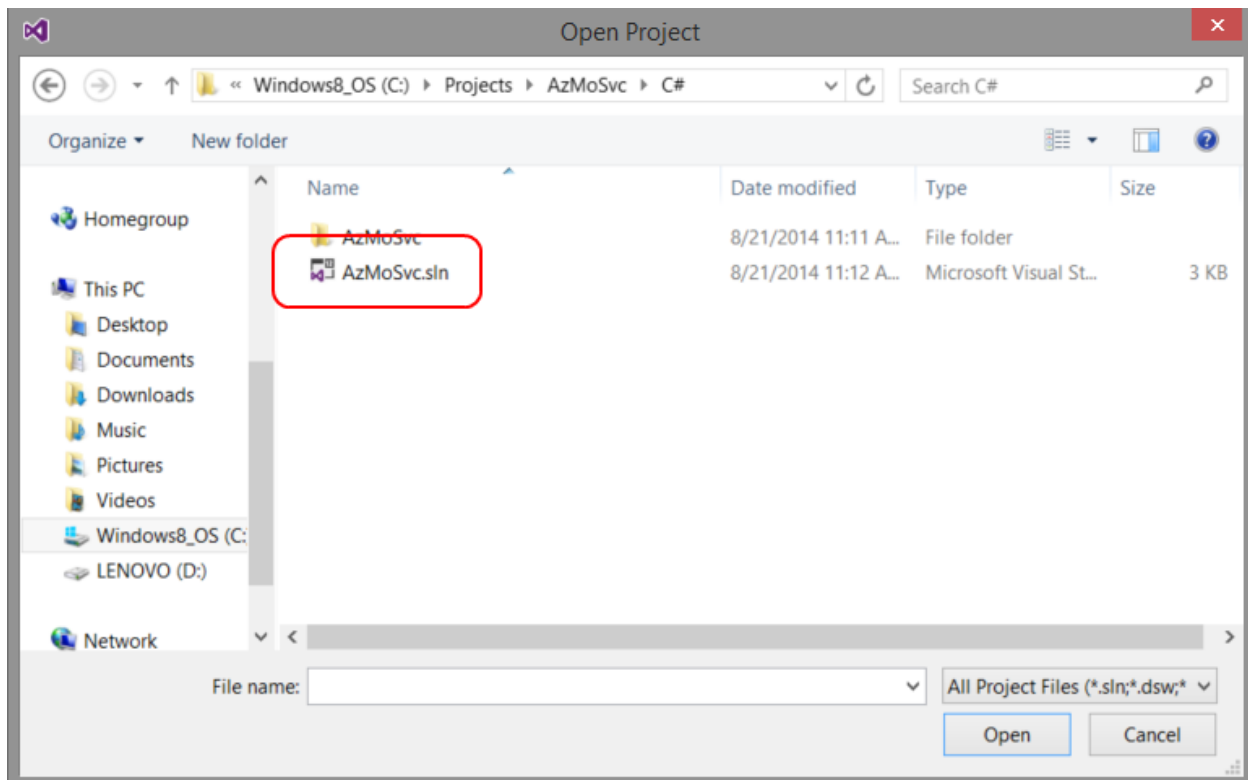 Open Project
« Windows8_OS (C:) Projects AzMoSvc C# Search C#
Organize New folder
Name Date modified Type Size
Homegroup
AzMoSvc 8/21/2014 11:11 A... File folder
AzMoSvc.sln 8/21/2014 11:12 A... Microsoft Visual St... 3 KB
This PC
Desktop
Documents
Downloads
Music
Pictures
Videos
Windows8_OS (C:
LENOVO (D:)
Network
File name: All Project Files (*.sln;*.dsw;*
Open Cancel